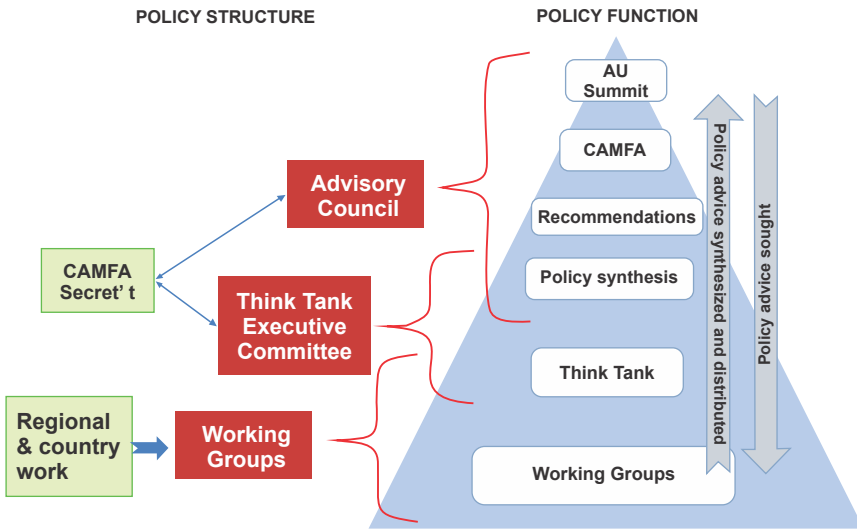 POLICY STRUCTURE
POLICY FUNCTION
AU
Summit
CAMFA
Recommendations
Policy synthesis
Think Tank
Working Groups
Policy advice synthesized and distributed
Policy advice sought
Advisory
Council
CAMFA
Secret' t
Think Tank
Executive
Committee
Regional
& country
work
Working
Groups